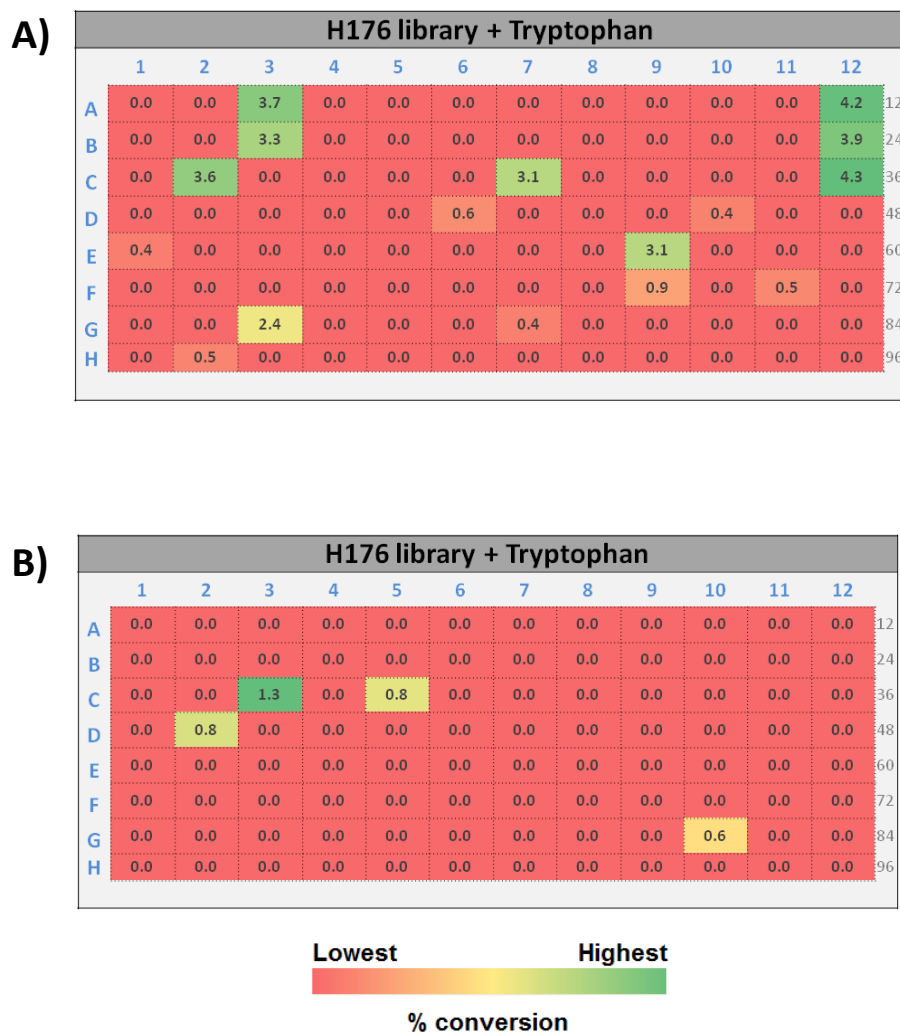 A)
H176 library + Tryptophan
1 2 3 4 5 6 7 8 9 10 11 12
A 0.0 0.0 3.7 0.0 0.0 0.0 0.0 0.0 0.0 0.0 0.0 4.2 12
B 0.0 0.0 3.3 0.0 0.0 0.0 0.0 0.0 0.0 0.0 0.0 3.9 24
C 0.0 3.6 0.0 0.0 0.0 0.0 3.1 0.0 0.0 0.0 0.0 4.3 36
D 0.0 0.0 0.0 0.0 0.0 0.6 0.0 0.0 0.0 0.4 0.0 0.0 48
E 0.4 0.0 0.0 0.0 0.0 0.0 0.0 0.0 3.1 0.0 0.0 0.0 60
F 0.0 0.0 0.0 0.0 0.0 0.0 0.0 0.0 0.9 0.0 0.5 0.0 72
G 0.0 0.0 2.4 0.0 0.0 0.0 0.4 0.0 0.0 0.0 0.0 0.0 84
H 0.0 0.5 0.0 0.0 0.0 0.0 0.0 0.0 0.0 0.0 0.0 0.0 96
B)
H176 library + Tryptophan
1 2 3 4 5 6 7 8 9 10 11 12
A 0.0 0.0 0.0 0.0 0.0 0.0 0.0 0.0 0.0 0.0 0.0 0.0 12
B 0.0 0.0 0.0 0.0 0.0 0.0 0.0 0.0 0.0 0.0 0.0 0.0 24
C 0.0 0.0 1.3 0.0 0.8 0.0 0.0 0.0 0.0 0.0 0.0 0.0 36
D 0.0 0.8 0.0 0.0 0.0 0.0 0.0 0.0 0.0 0.0 0.0 0.0 48
E 0.0 0.0 0.0 0.0 0.0 0.0 0.0 0.0 0.0 0.0 0.0 0.0 60
F 0.0 0.0 0.0 0.0 0.0 0.0 0.0 0.0 0.0 0.0 0.0 0.0 72
G 0.0 0.0 0.0 0.0 0.0 0.0 0.0 0.0 0.0 0.6 0.0 0.0 84
H 0.0 0.0 0.0 0.0 0.0 0.0 0.0 0.0 0.0 0.0 0.0 0.0 96
Lowest Highest
% conversion